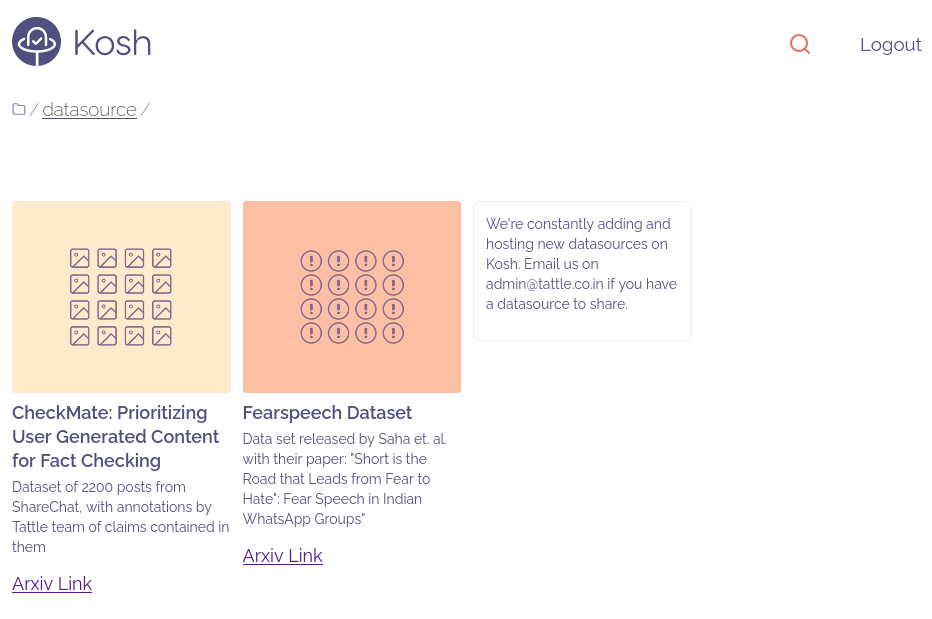 Kosh
Logout
/ datasource /
CheckMate: Prioritizing
User Generated Content
for Fact Checking
Dataset of 2200 posts from
ShareChat, with annotations by
Tattle team of claims contained in
them
Arxiv Link
Fearspeech Dataset
Data set released by Saha et. al.
with their paper: "Short is the
Road that Leads from Fear to
Hate": Fear Speech in Indian
WhatsApp Groups"
Arxiv Link
We're constantly adding and
hosting new datasources on
Kosh. Email us on
admin@tattle.co.in if you have
a datasource to share.